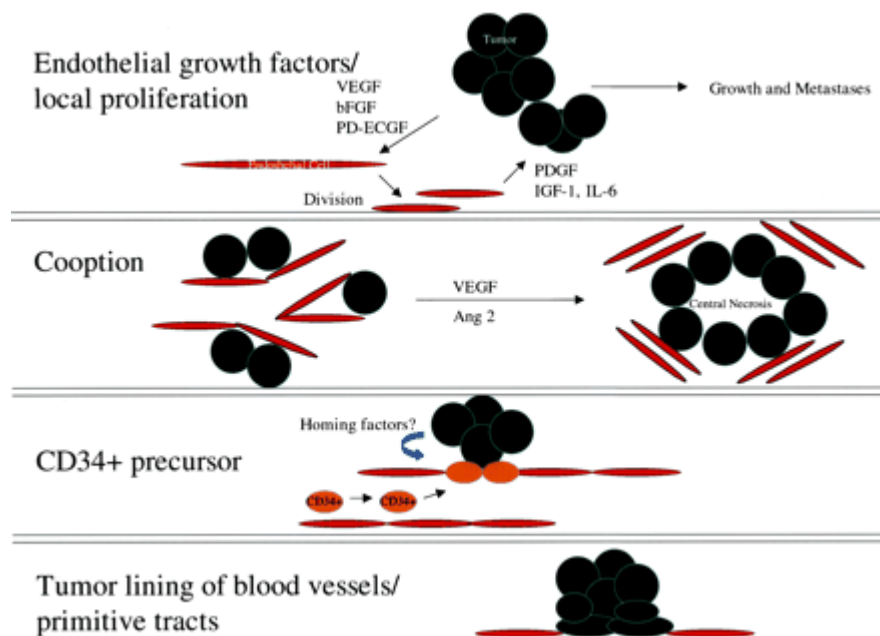 Tumor
Endothelial growth factors/
local proliferation
VEGF
bFGF
PD-ECGF
Growth and Metastases
Endothelial Cell
PDGF
IGF-1, IL-6
Division
Cooption
VEGF
Ang 2
Central Necrosis
Homing factors?
CD34+ precursor
CD34+
CD34+
Tumor lining of blood vessels/
primitive tracts